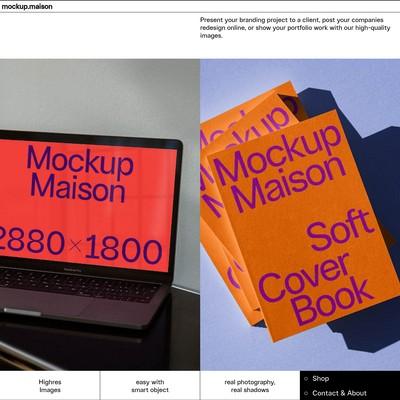 mockup.maison
Present your branding project to a client, post your companies
redesign online, or show your portfolio work with our high-quality
images.
Mockup
Maison
2880×1800
Mockup
Maison
Soft
Cover
Book
Highres
Images
easy with
smart object
real photography,
real shadows
Shop
Contact & About